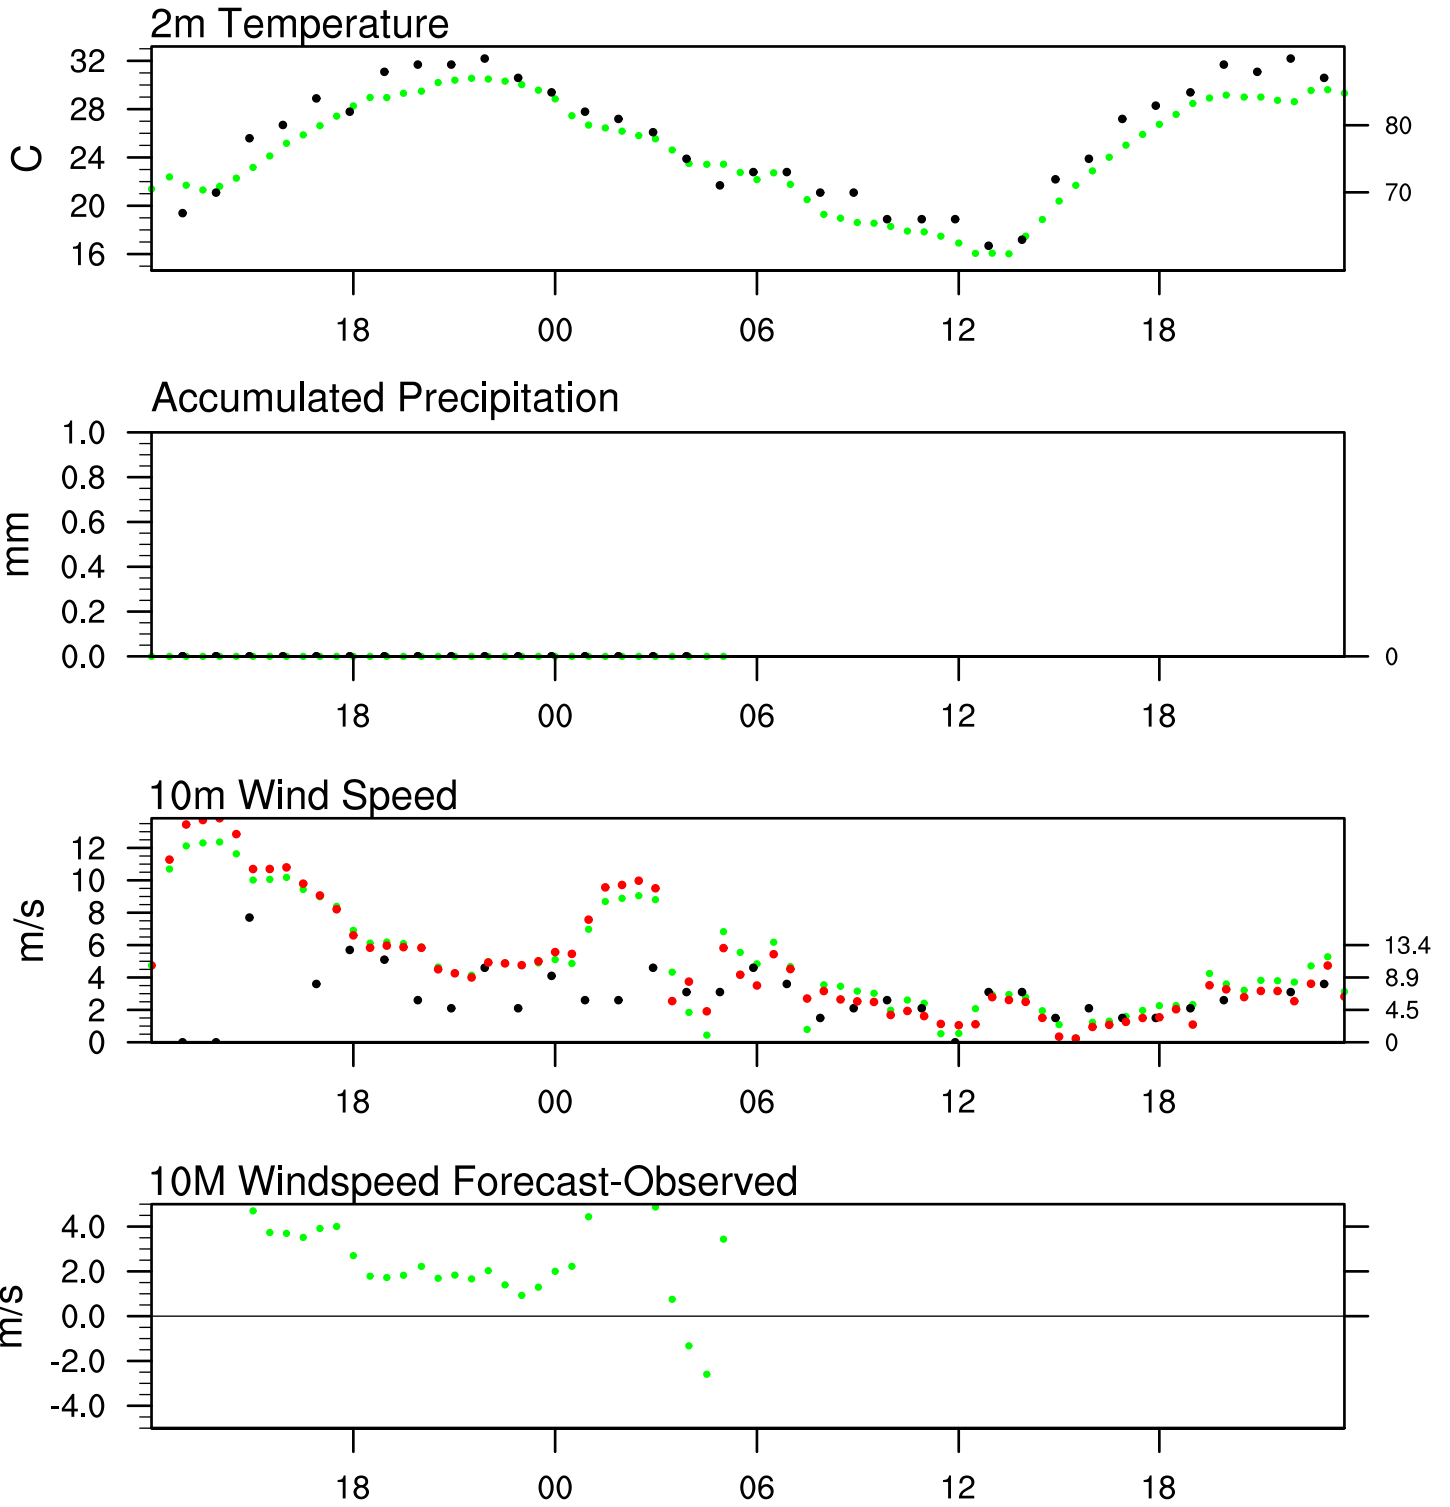 2m Temperature
32
28
24
20
16
C
80
70
18 00 06 12 18
Accumulated Precipitation
1.0
0.8
0.6
0.4
0.2
0.0
mm
0
18 00 06 12 18
10m Wind Speed
12
10
8
6
4
2
0
m/s
13.4
8.9
4.5
0
18 00 06 12 18
10M Windspeed Forecast-Observed
4.0
2.0
0.0
-2.0
-4.0
m/s
18 00 06 12 18